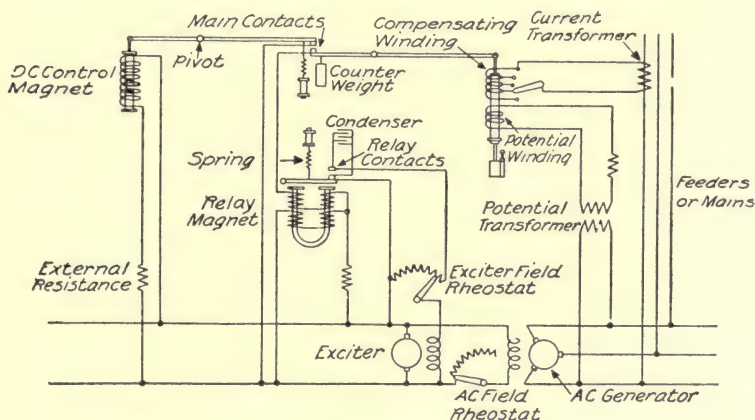 Main Contacts
Compensating
Winding
Current
Transformer
Pivot
DC Control
Magnet
Counter
Weight
Condenser
Relay
Contacts
Potential
Winding
Spring
Relay
Magnet
Potential
Transformer
Feeders
or Mains
External
Resistance
Exciter Field
Rheostat
Exciter
AC Field
Rheostat
AC Generator